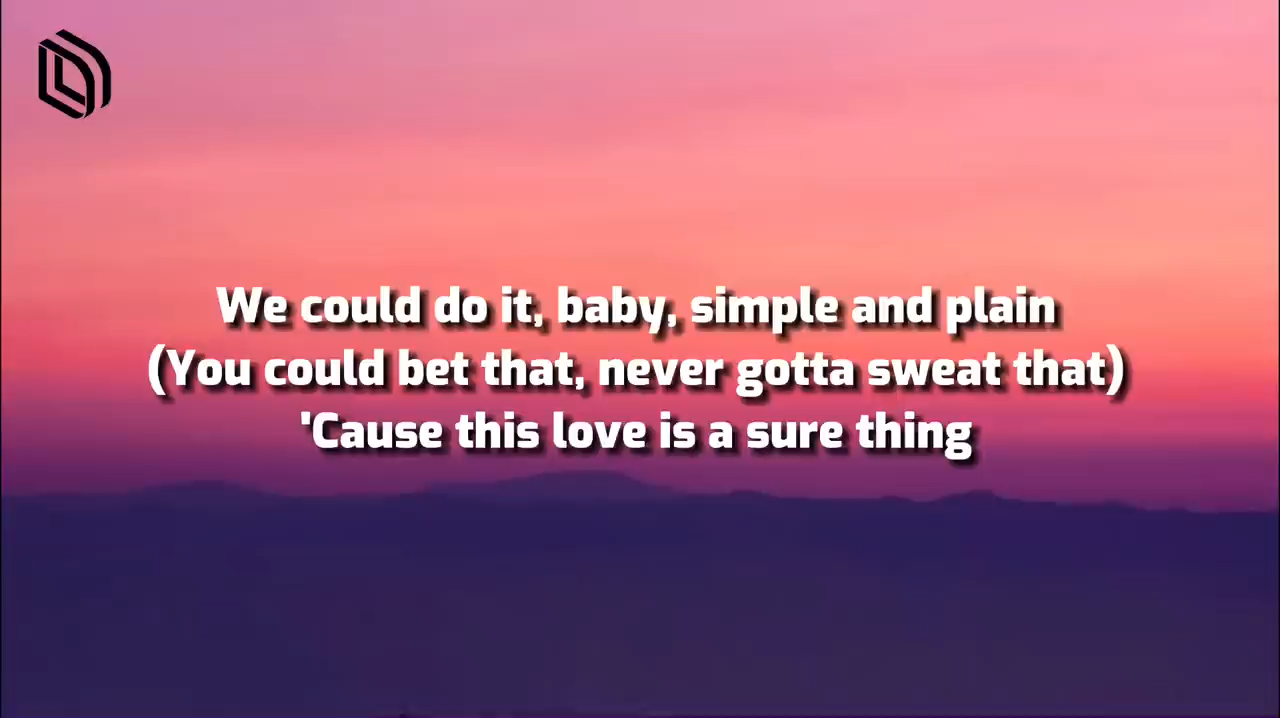 We could do it, baby, simple and plain
(You could bet that, never gotta sweat that)
'Cause this love is a sure thing